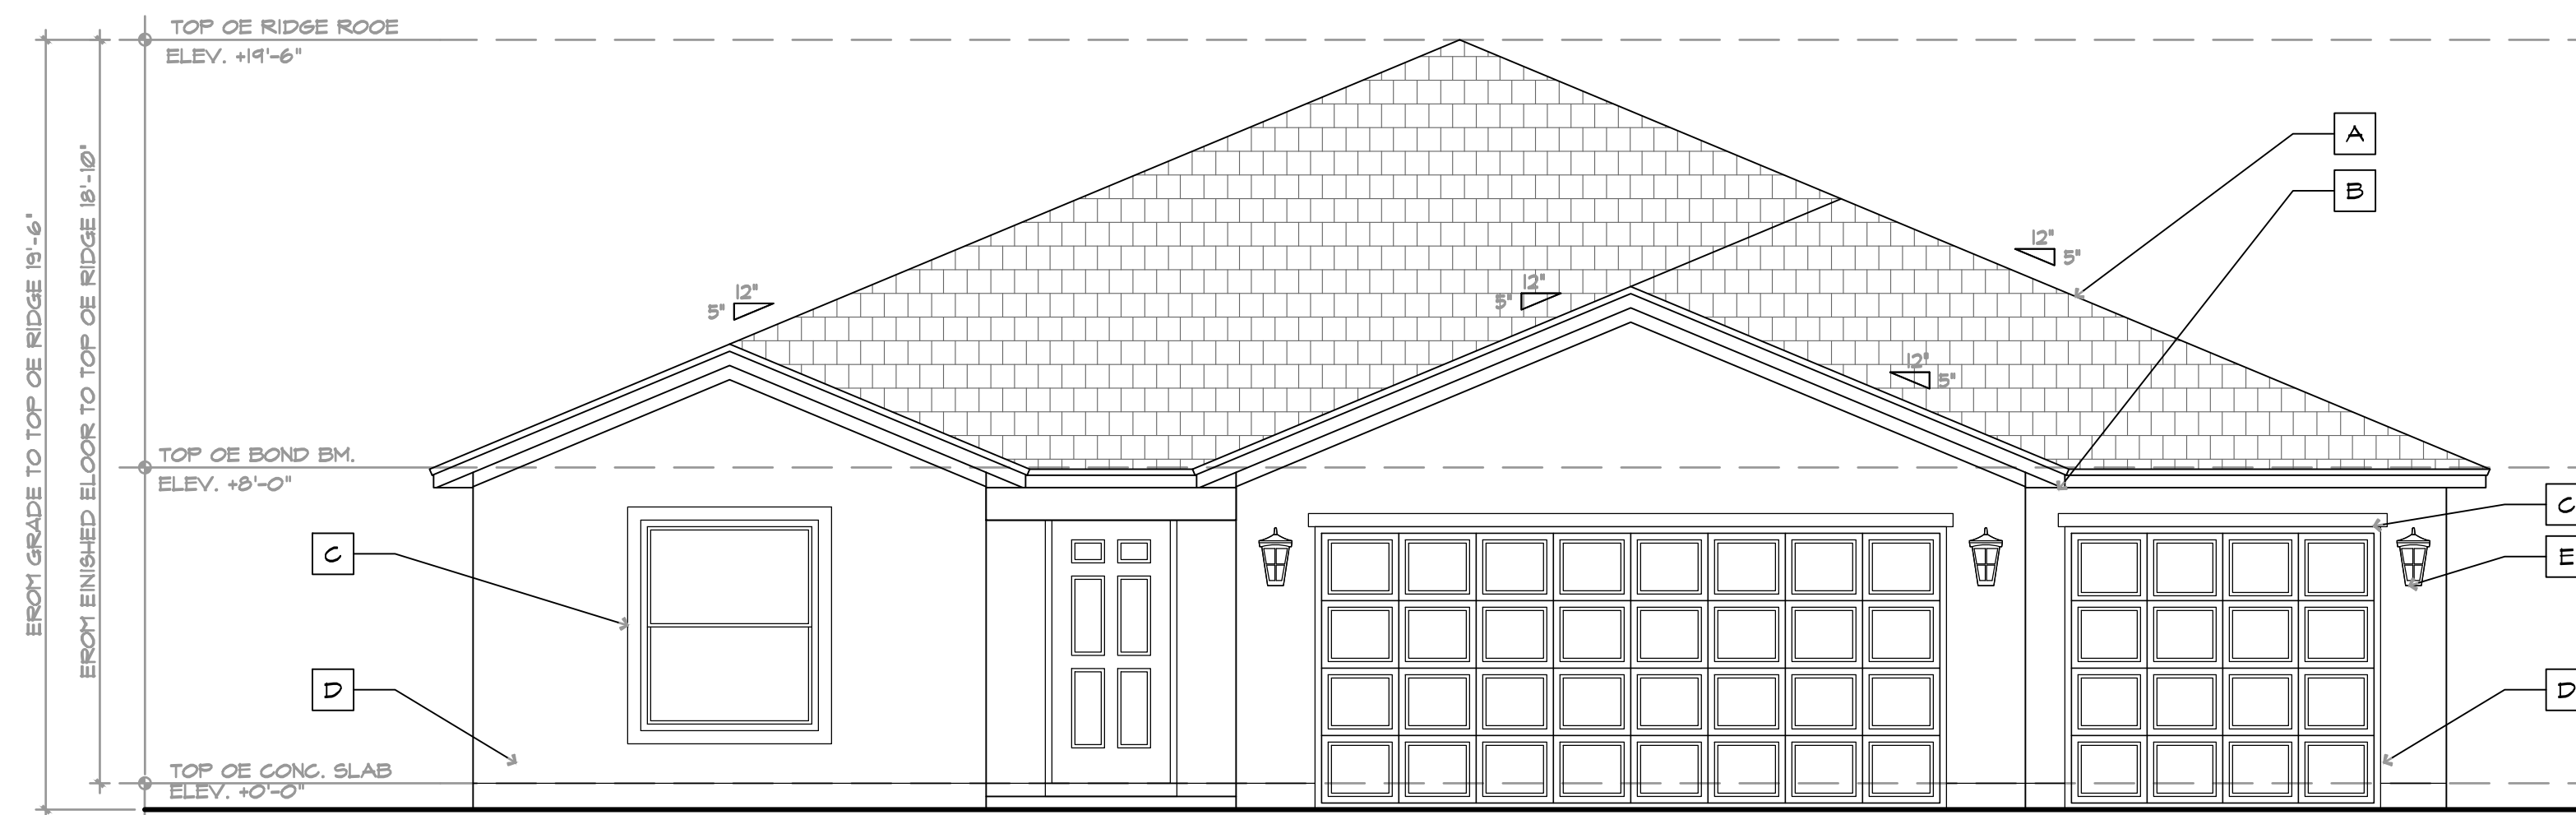 TOP OE RIDGE ROOE
ELEV. +19'-6"
EROM GRADE TO TOP OE RIDGE 19'-6"
EROM EINISHED ELOOR TO TOP OE RIDGE 18'-10"
A
B
12"
5"
12"
5"
12"
5"
12"
5"
TOP OE BOND BM.
ELEV. +8'-0"
C
C
E
D
D
TOP OE CONC. SLAB
ELEV. +0'-0"